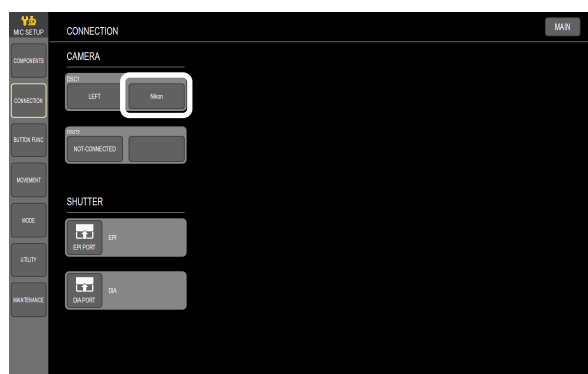 MIC SETUP
CONNECTION
MAIN
COMPONENTS
CONNECTION
BUTTON FUNC
MOVEMENT
MODE
UTILITY
MAINTENANCE
CAMERA
DSC1
LEFT
Nikon
DSC2
NOT-CONNECTED
SHUTTER
EPI PORT
EPI
DIA PORT
DIA